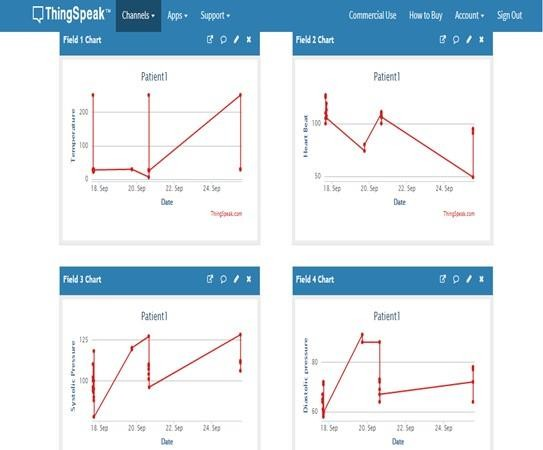 ThingSpeak™ Channels Apps Support Commercial Use How to Buy Account Sign Out
Field 1 Chart
Patient1
Temperature
200
100
0
18. Sep 20. Sep 22. Sep 24. Sep
Date
ThingSpeak.com
Field 2 Chart
Patient1
Heart Beat
100
50
18. Sep 20. Sep 22. Sep 24. Sep
Date
ThingSpeak.com
Field 3 Chart
Patient1
Systolic Pressure
125
100
18. Sep 20. Sep 22. Sep 24. Sep
Date
Field 4 Chart
Patient1
Diastolic pressure
80
60
18. Sep 20. Sep 22. Sep 24. Sep
Date